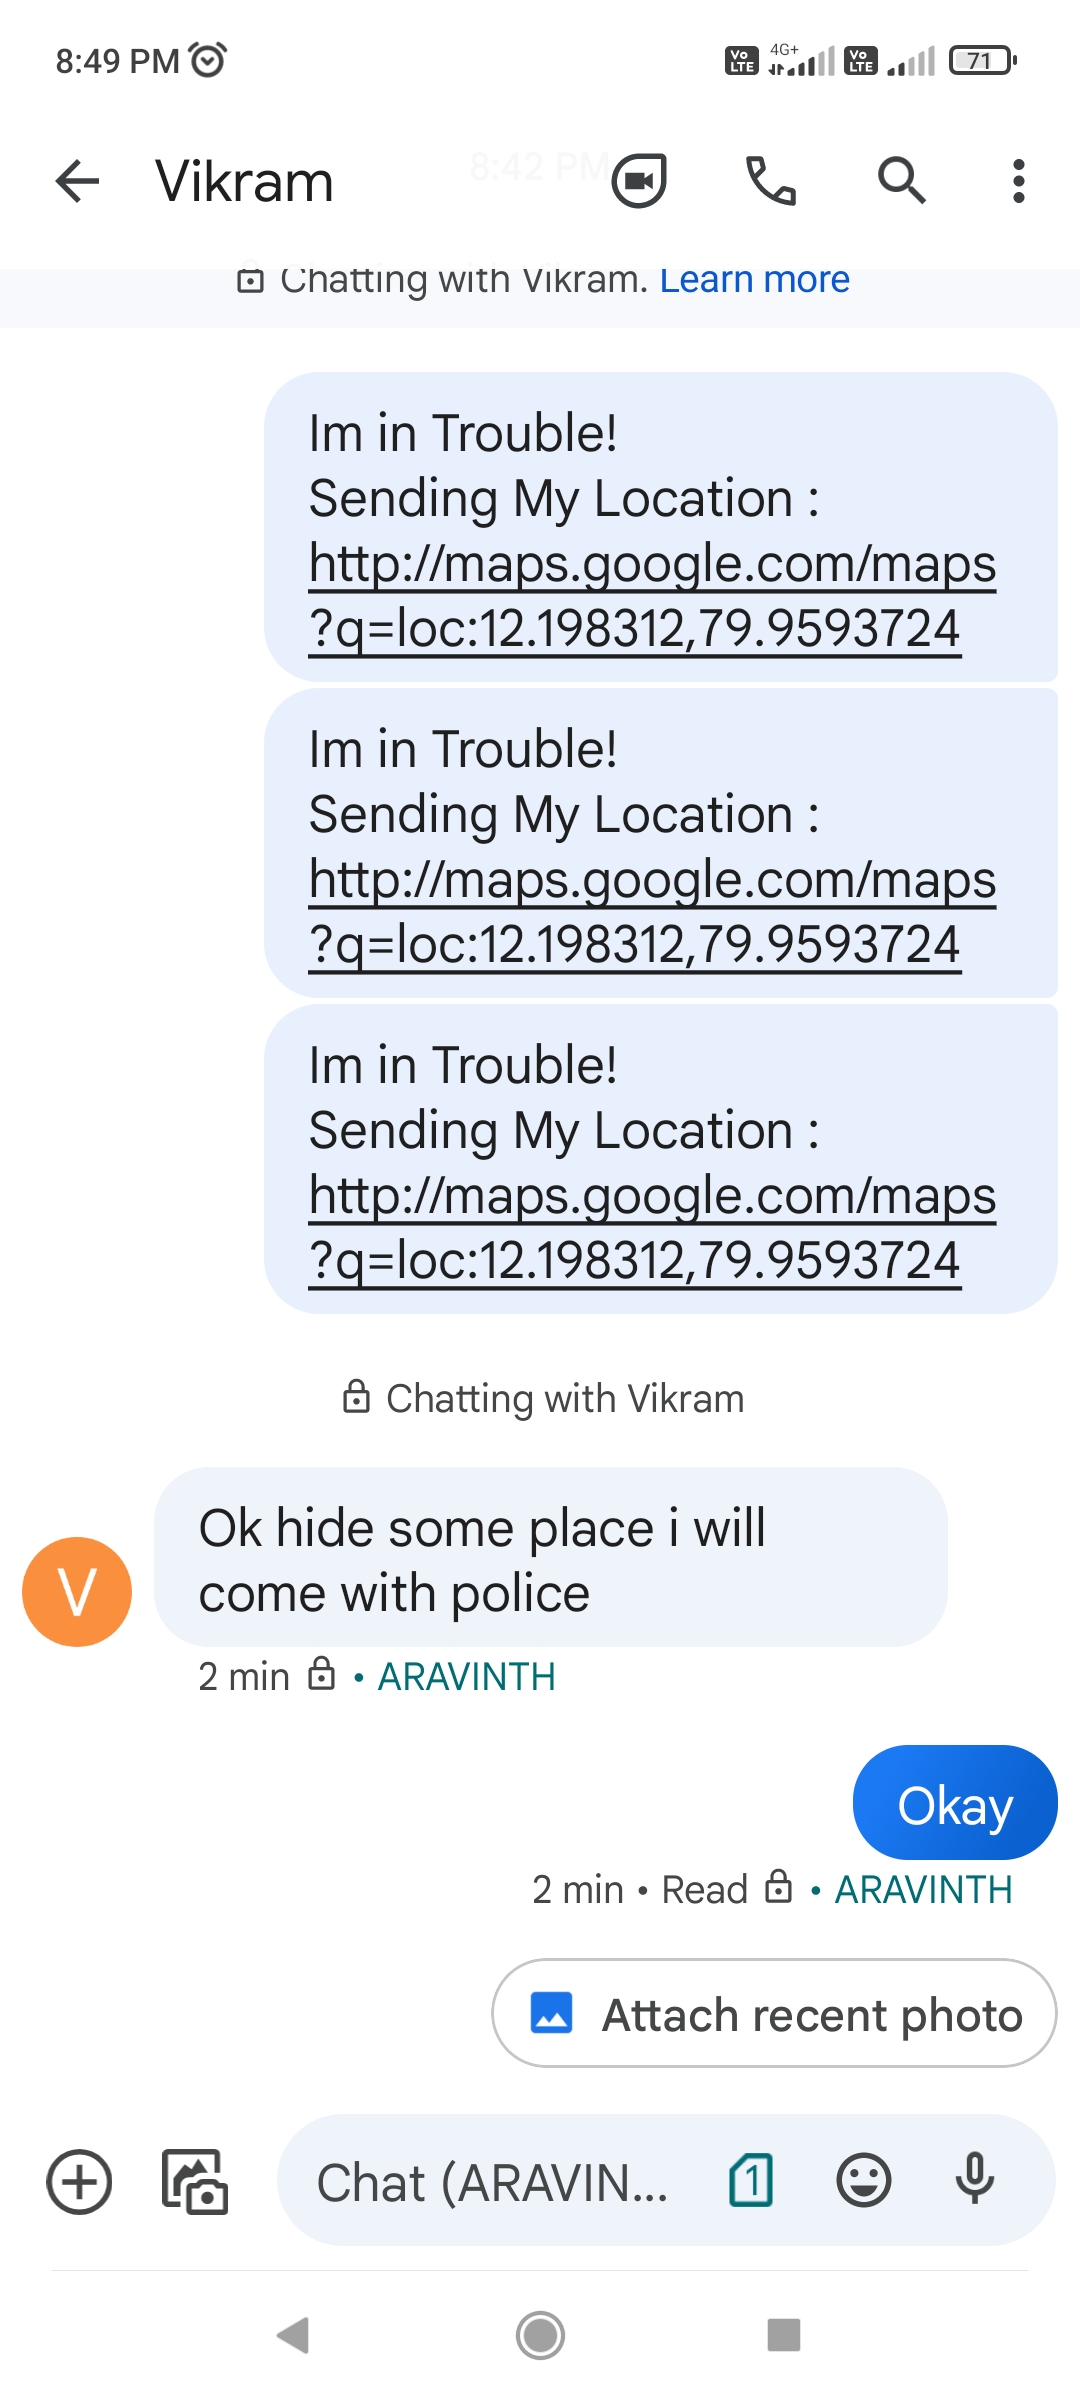 8:49 PM
Vo LTE 4G+ Vo LTE 71
Vikram
8:42 PM
Chatting with Vikram. Learn more
Im in Trouble!
Sending My Location :
http://maps.google.com/maps
?q=loc:12.198312,79.9593724
Im in Trouble!
Sending My Location :
http://maps.google.com/maps
?q=loc:12.198312,79.9593724
Im in Trouble!
Sending My Location :
http://maps.google.com/maps
?q=loc:12.198312,79.9593724
Chatting with Vikram
Ok hide some place i will
come with police
V
2 min • ARAVINTH
Okay
2 min • Read • ARAVINTH
Attach recent photo
Chat (ARAVIN... 1